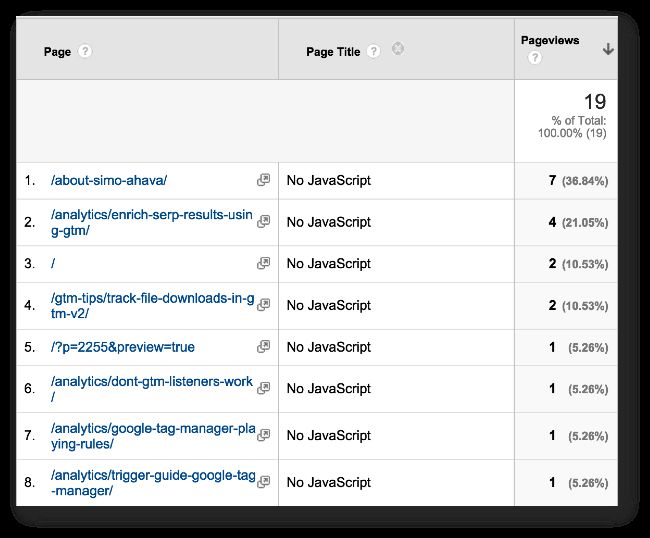 Page ? Page Title ? Pageviews
?
19
% of Total:
100.00% (19)
1. /about-simo-ahava/ No JavaScript 7 (36.84%)
2. /analytics/enrich-serp-results-usin
g-gtm/ No JavaScript 4 (21.05%)
3. / No JavaScript 2 (10.53%)
4. /gtm-tips/track-file-downloads-in-g
tm-v2/ No JavaScript 2 (10.53%)
5. /?p=2255&preview=true No JavaScript 1 (5.26%)
6. /analytics/dont-gtm-listeners-work
/ No JavaScript 1 (5.26%)
7. /analytics/google-tag-manager-pla
ying-rules/ No JavaScript 1 (5.26%)
8. /analytics/trigger-guide-google-tag
-manager/ No JavaScript 1 (5.26%)